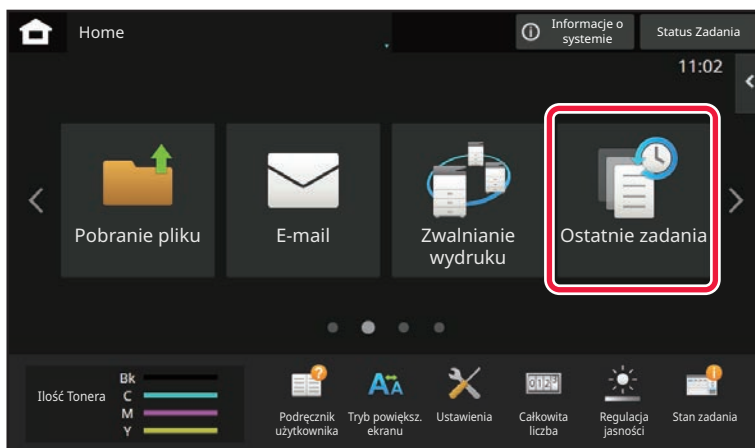 Home
Informacje o
systemie
Status Zadania
11:02
Pobranie pliku
E-mail
Zwalnianie
wydruku
Ostatnie zadania
Ilość Tonera
Bk
C
M
Y
Podręcznik
użytkownika
Tryb powiększ.
ekranu
Ustawienia
Całkowita
liczba
Regulacja
jasności
Stan zadania